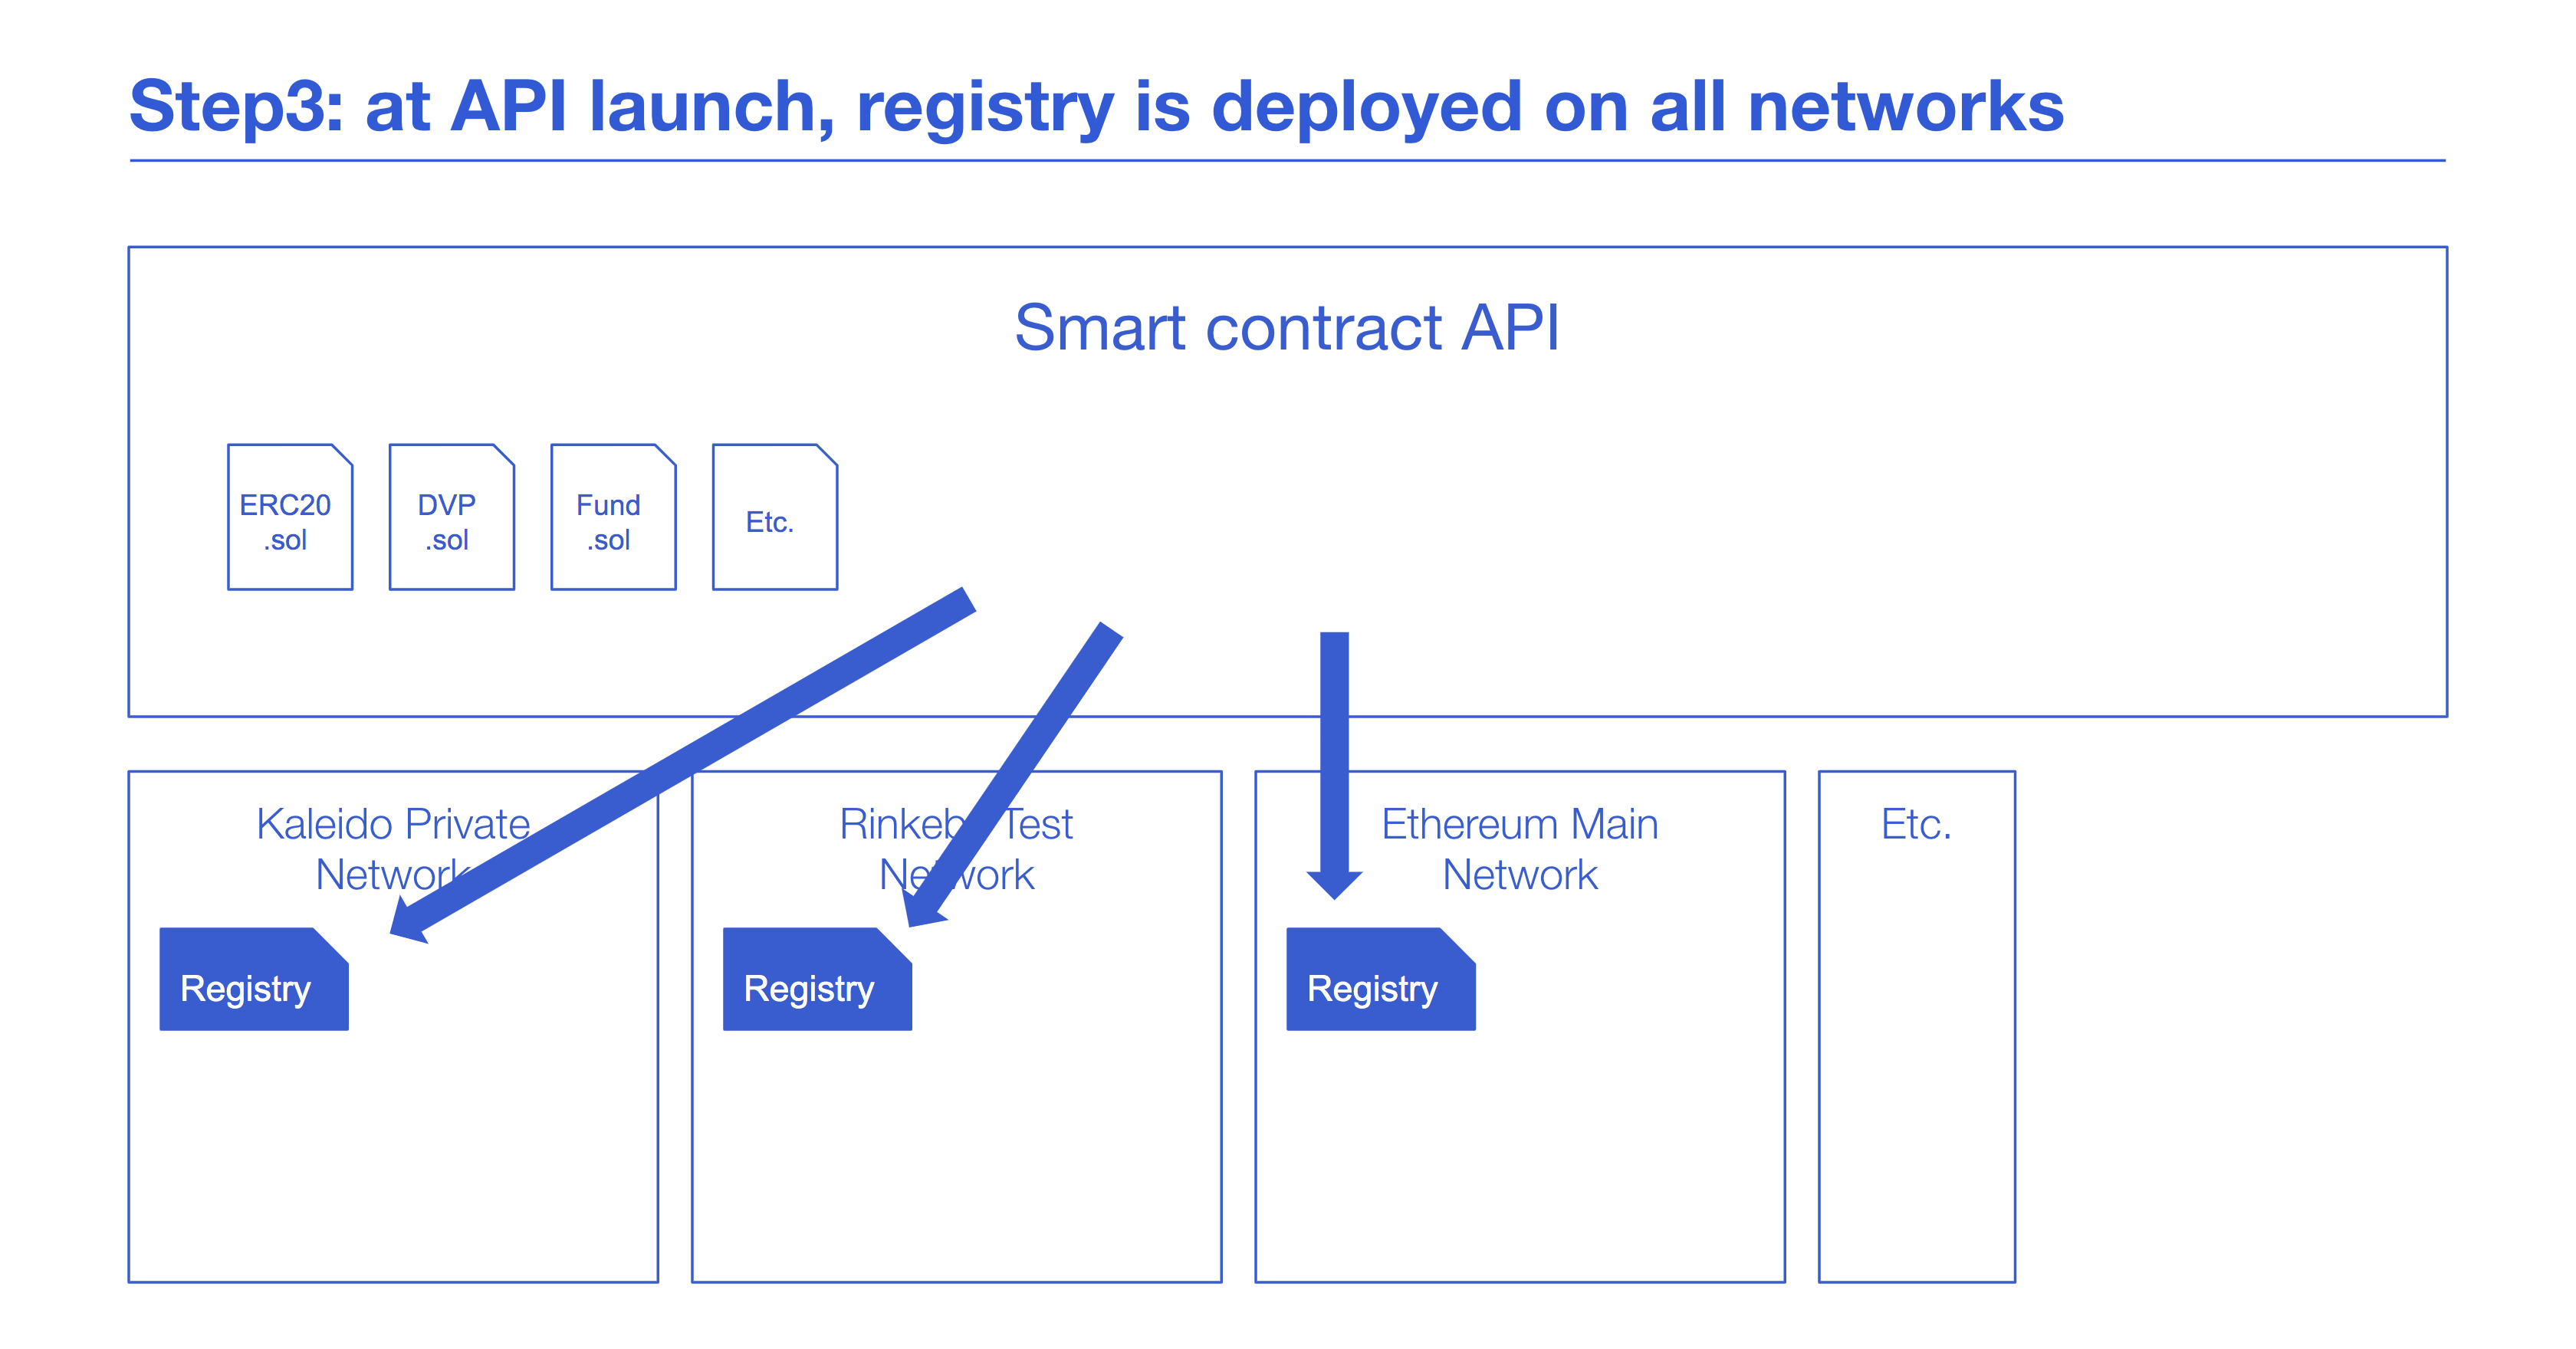 Step3: at API launch, registry is deployed on all networks
Smart contract API
ERC20
.sol
DVP
.sol
Fund
.sol
Etc.
Kaleido Private
Network
Rinkeby Test
Network
Ethereum Main
Network
Etc.
Registry
Registry
Registry